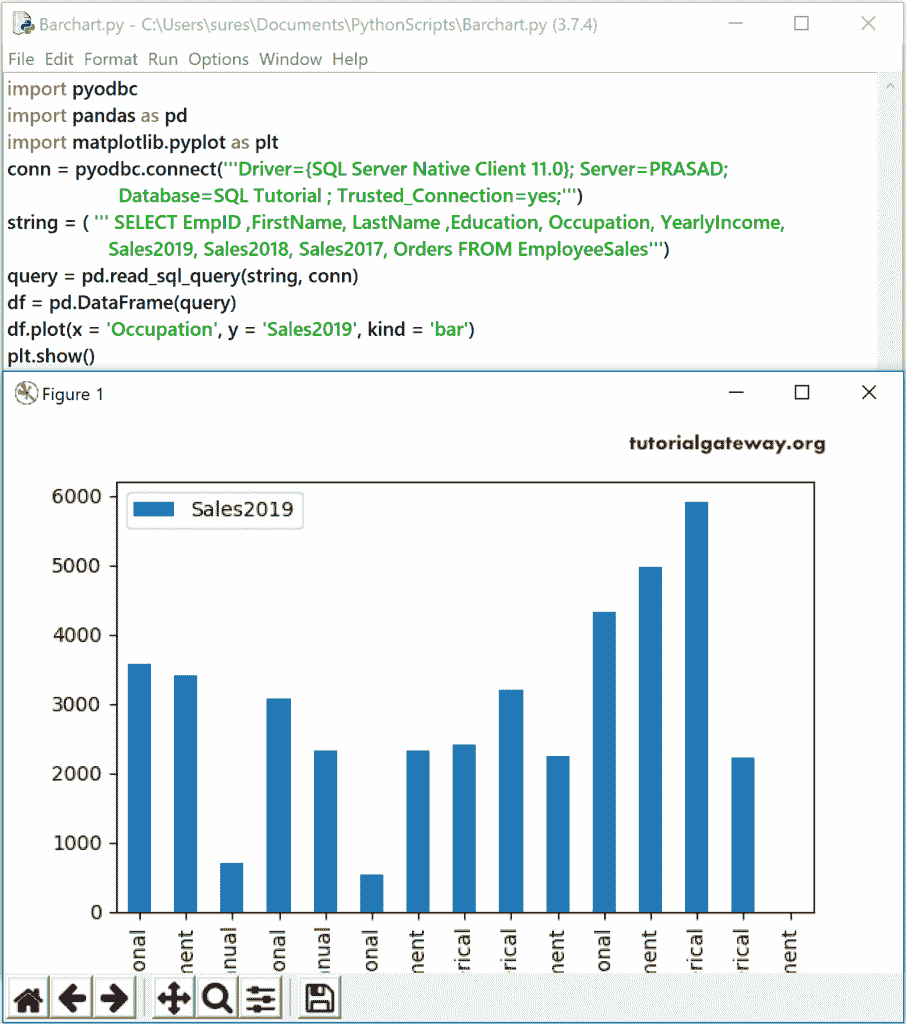 Barchart.py - C:\Users\sures\Documents\PythonScripts\Barchart.py (3.7.4)
File Edit Format Run Options Window Help
import pyodbc
import pandas as pd
import matplotlib.pyplot as plt
conn = pyodbc.connect('''Driver={SQL Server Native Client 11.0}; Server=PRASAD;
Database=SQL Tutorial ; Trusted_Connection=yes;''')
string = ( ''' SELECT EmpID ,FirstName, LastName ,Education, Occupation, YearlyIncome,
Sales2019, Sales2018, Sales2017, Orders FROM EmployeeSales''')
query = pd.read_sql_query(string, conn)
df = pd.DataFrame(query)
df.plot(x = 'Occupation', y = 'Sales2019', kind = 'bar')
plt.show()
Figure 1
tutorialgateway.org
Sales2019
6000
5000
4000
3000
2000
1000
0
onal
nent
nual
onal
nual
onal
nent
rical
rical
nent
onal
nent
rical
rical
nent